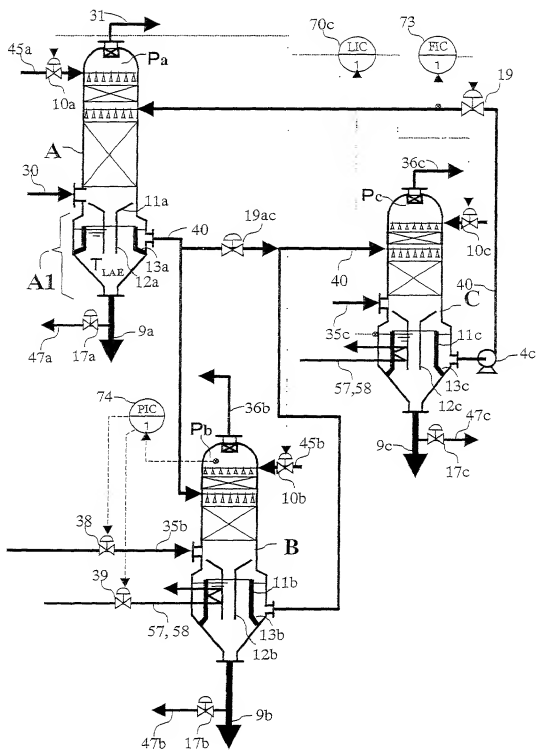 31
70c
73
45a
Pa
LIC
1
FIC
1
19
10a
36c
A
Pc
30
11a
40
19ac
10c
A1
T LAE
13a
12a
40
40
35c
C
11c
4c
47a
17a
9a
57, 58
13c
12c
74
PIC
1
36b
Pb
45b
10b
9c
47c
17c
38
35b
B
39
11b
57, 58
13b
12b
47b
17b
9b